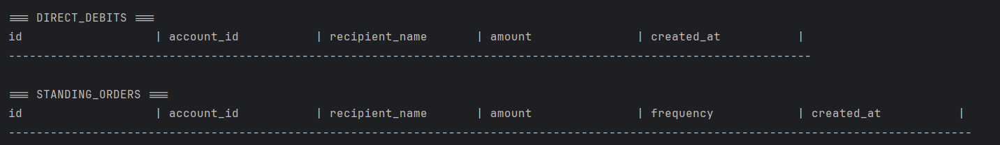 === DIRECT_DEBITS ===
id                   | account_id           | recipient_name       | amount               | created_at           |
-------------------------------------------------------------------------------------------------------------------
=== STANDING_ORDERS ===
id                   | account_id           | recipient_name       | amount               | frequency            | created_at           |
------------------------------------------------------------------------------------------------------------------------------------------